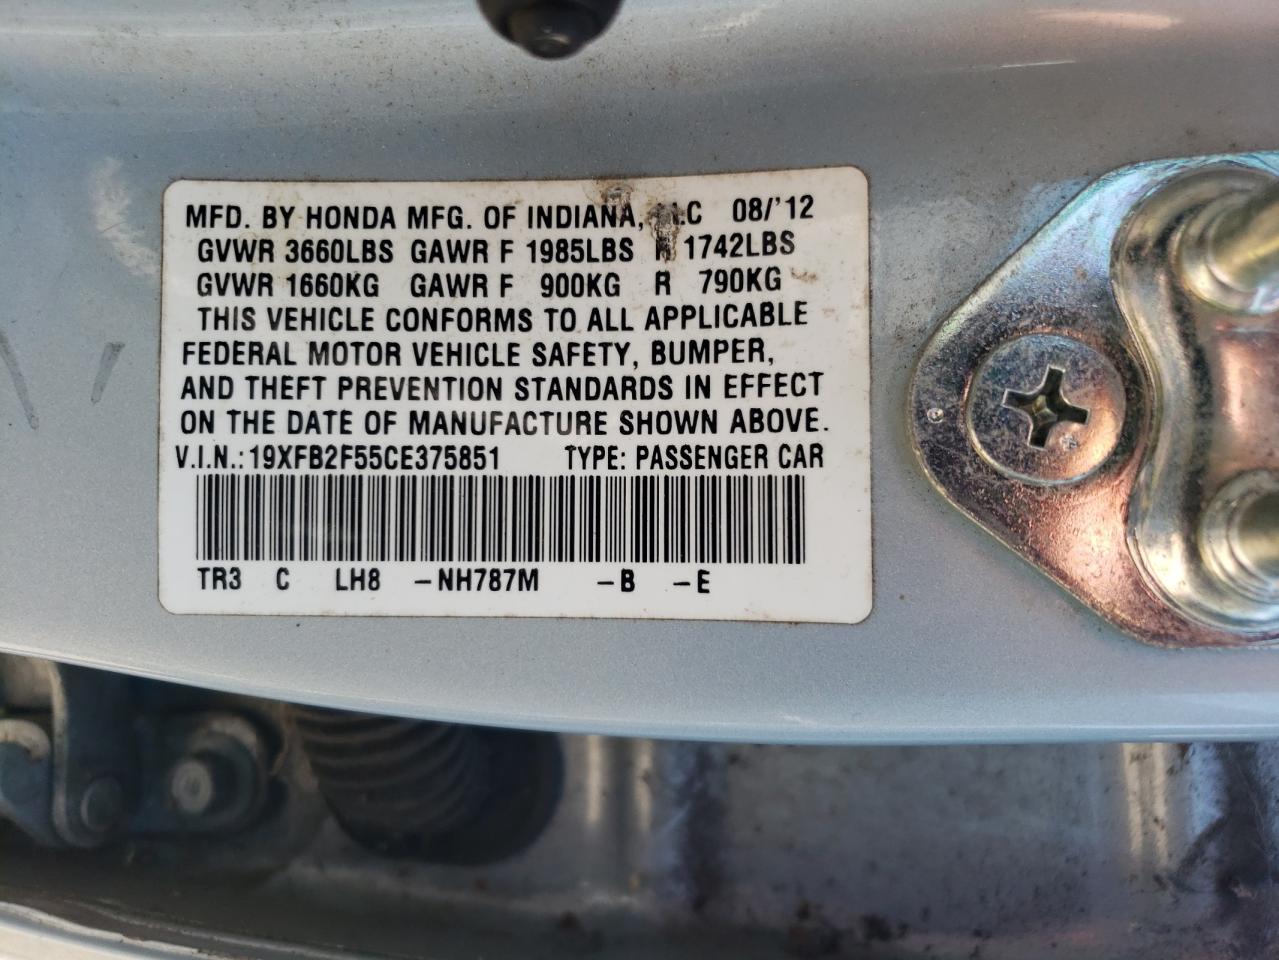 MFD. BY HONDA MFG. OF INDIANA, 08/'12
GVWR 3660LBS GAWR F 1985LBS R 1742LBS
GVWR 1660KG GAWR F 900KG R 790KG
THIS VEHICLE CONFORMS TO ALL APPLICABLE
FEDERAL MOTOR VEHICLE SAFETY, BUMPER,
AND THEFT PREVENTION STANDARDS IN EFFECT
ON THE DATE OF MANUFACTURE SHOWN ABOVE.
V.I.N.:19XFB2F55CE375851 TYPE: PASSENGER CAR
TR3 C LH8 -NH787M -B -E